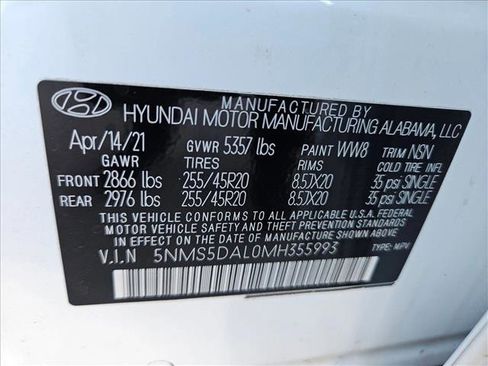 MANUFACTURED BY
HYUNDAI MOTOR MANUFACTURING ALABAMA, LLC
Apr/14/21 GVWR 5357 lbs PAINT WW8 TRIM NSN
GAWR TIRES RIMS COLD TIRE INFL
FRONT 2866 lbs 255/45R20 8.5JX20 35 psi SINGLE
REAR 2976 lbs 255/45R20 8.5JX20 35 psi SINGLE
THIS VEHICLE CONFORMS TO ALL APPLICABLE U.S.A FEDERAL
MOTOR VEHICLE SAFETY AND THEFT PREVENTION STANDARDS
IN EFFECT ON THE DATE OF MANUFACTURE SHOWN ABOVE.
V.I.N 5NMS5DAL0MH355993 TYPE: MPV